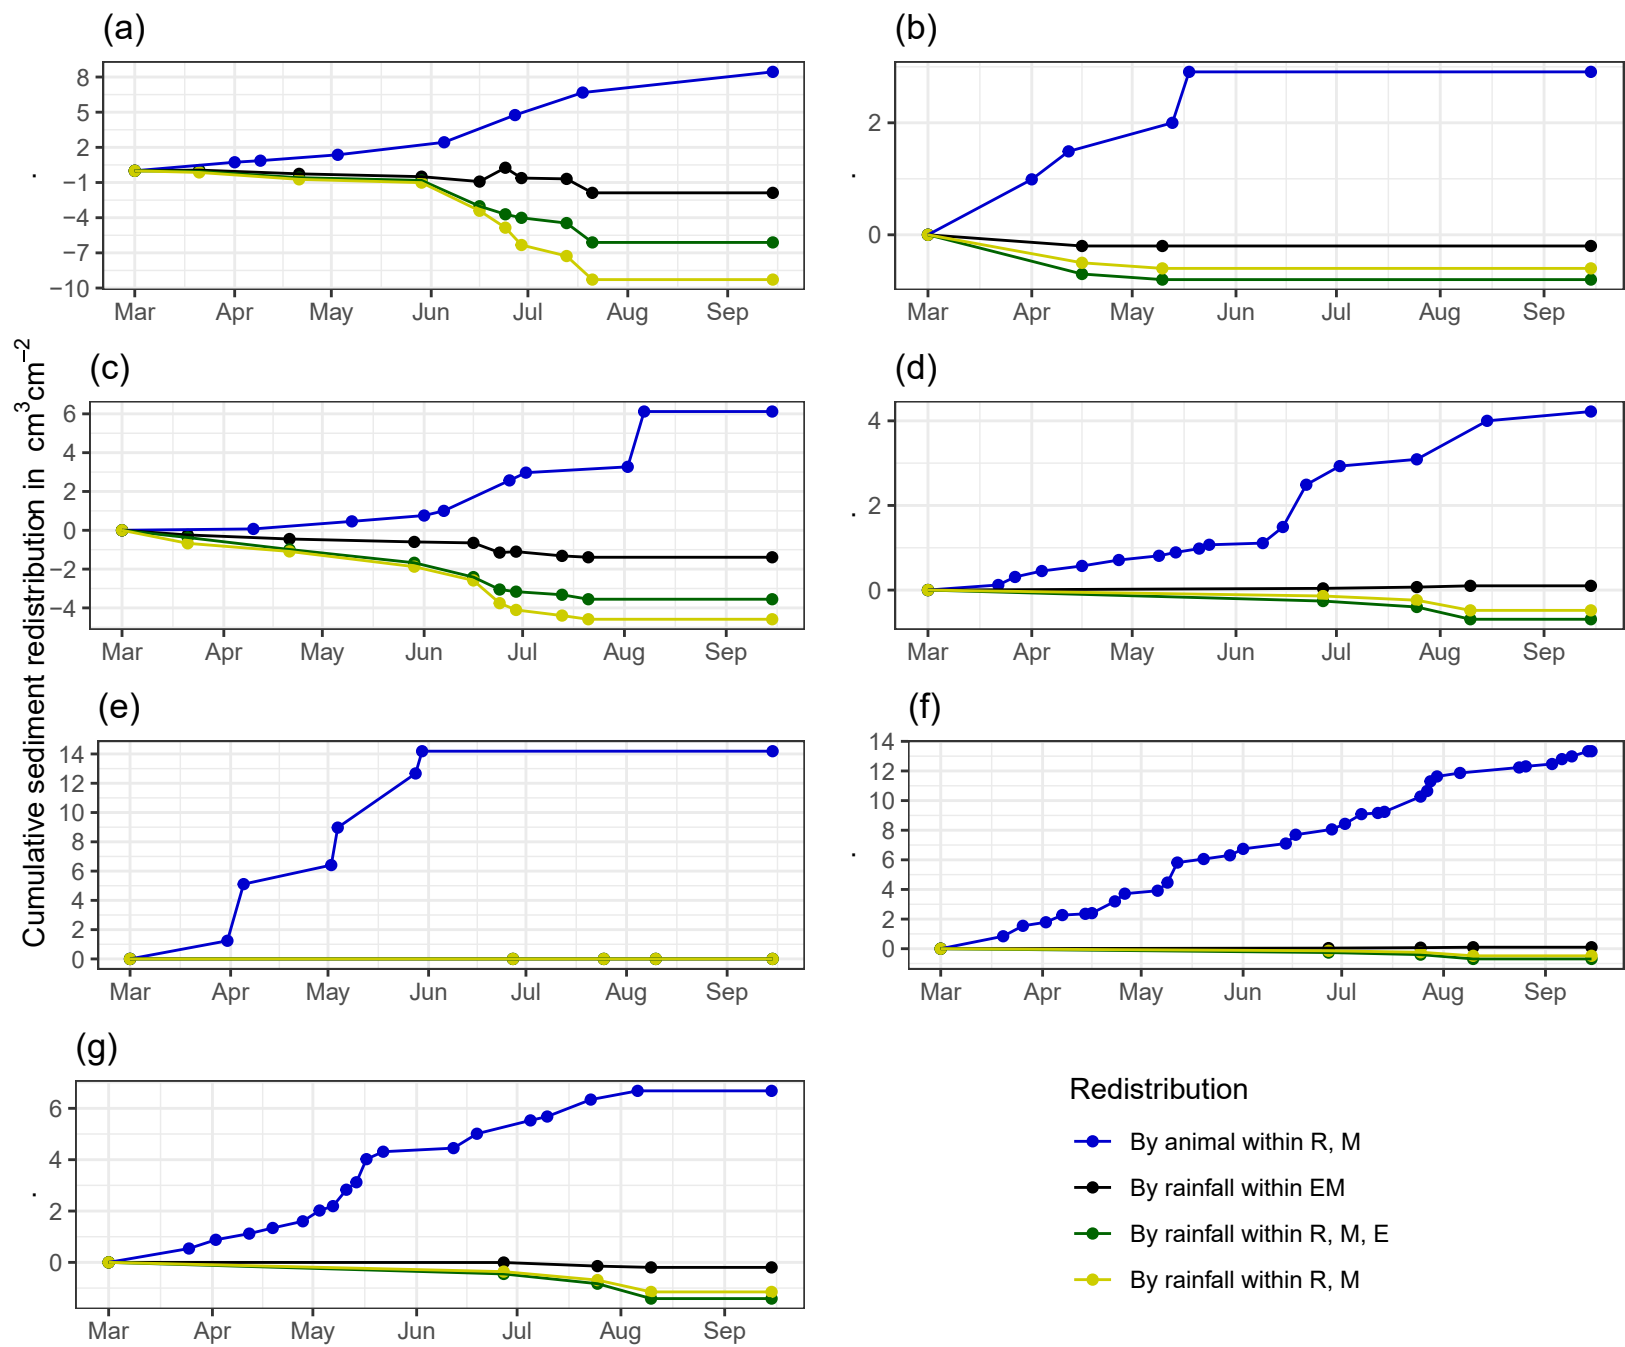 (a)
8
5
2
−1
−4
−7
−10
Mar Apr May Jun Jul Aug Sep
(b)
2
0
Mar Apr May Jun Jul Aug Sep
Cumulative sediment redistribution in cm³cm⁻²
(c)
6
4
2
0
−2
−4
Mar Apr May Jun Jul Aug Sep
(d)
4
2
0
Mar Apr May Jun Jul Aug Sep
(e)
14
12
10
8
6
4
2
0
Mar Apr May Jun Jul Aug Sep
(f)
14
12
10
8
6
4
2
0
Mar Apr May Jun Jul Aug Sep
(g)
6
4
2
0
Mar Apr May Jun Jul Aug Sep
Redistribution
By animal within R, M
By rainfall within EM
By rainfall within R, M, E
By rainfall within R, M